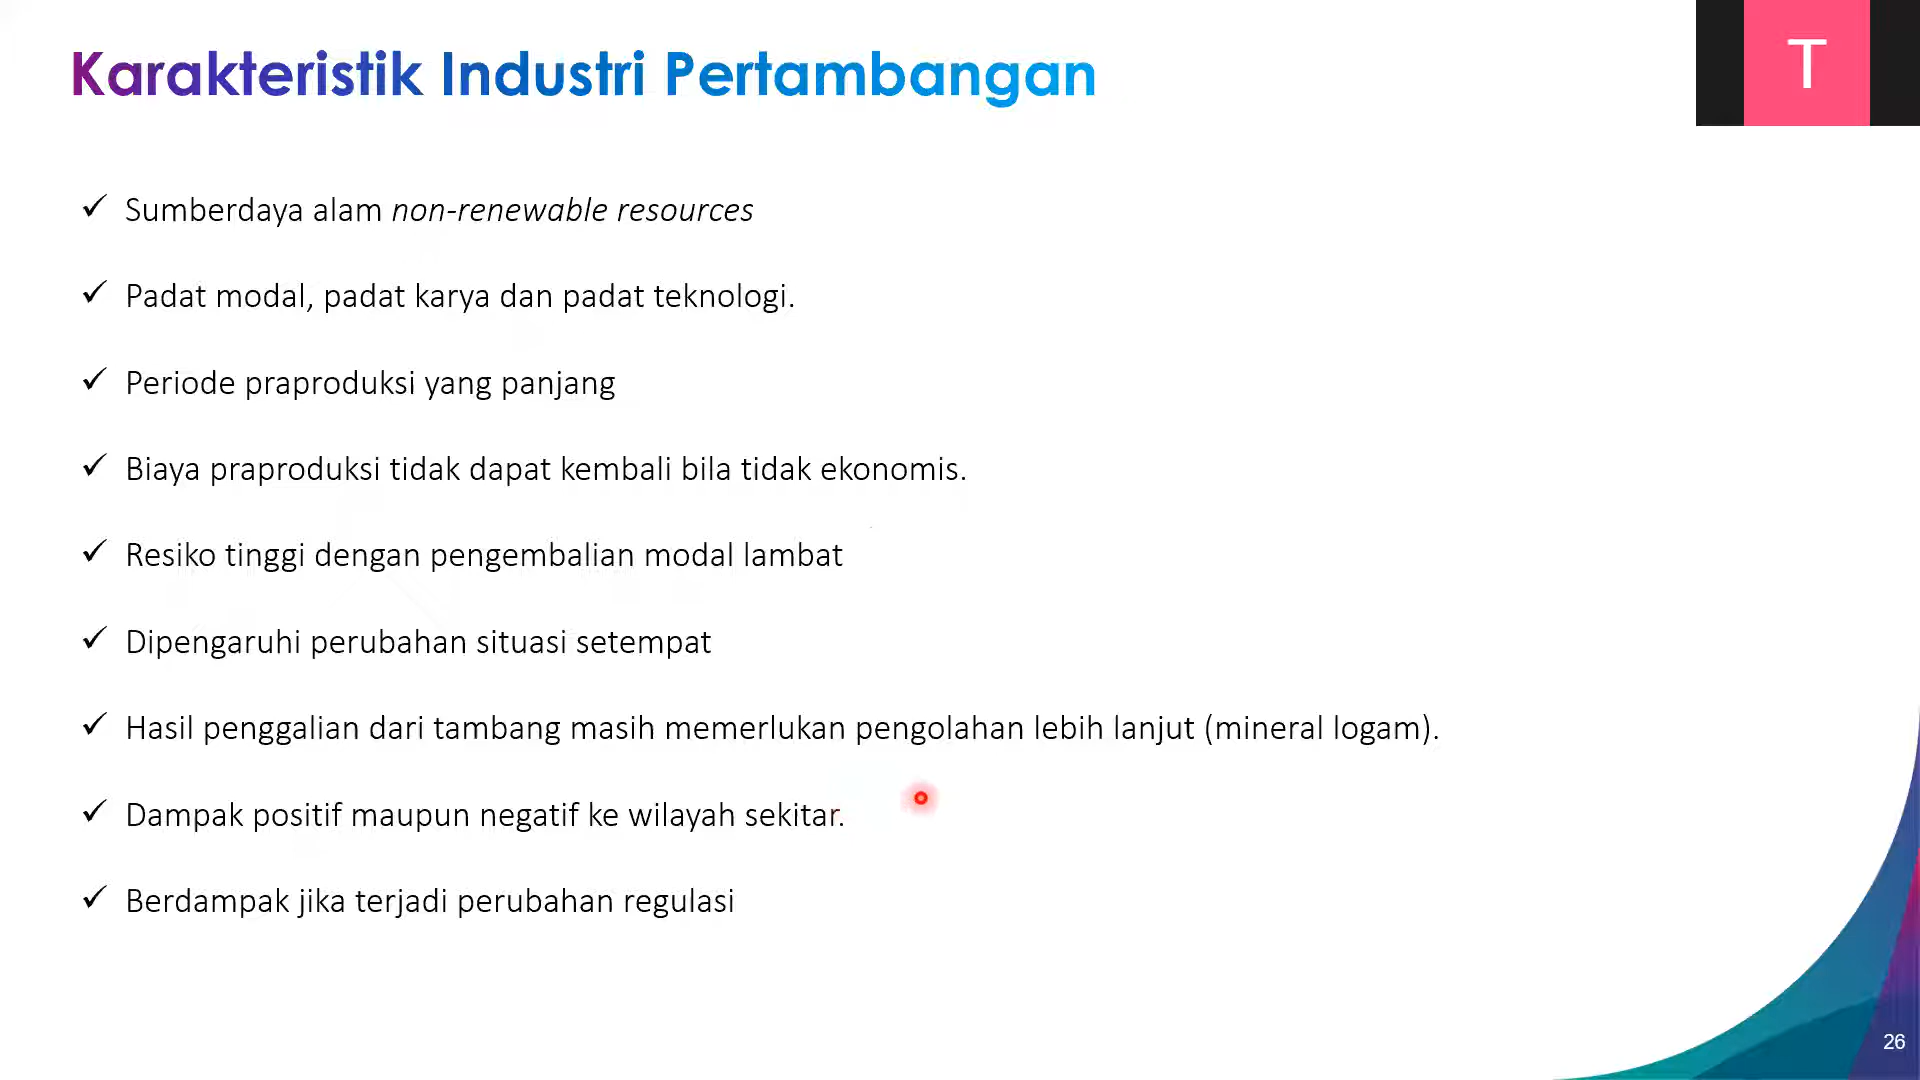 Karakteristik Industri Pertambangan
T
✓ Sumberdaya alam non-renewable resources
✓ Padat modal, padat karya dan padat teknologi.
✓ Periode praproduksi yang panjang
✓ Biaya praproduksi tidak dapat kembali bila tidak ekonomis.
✓ Resiko tinggi dengan pengembalian modal lambat
✓ Dipengaruhi perubahan situasi setempat
✓ Hasil penggalian dari tambang masih memerlukan pengolahan lebih lanjut (mineral logam).
✓ Dampak positif maupun negatif ke wilayah sekitar.
✓ Berdampak jika terjadi perubahan regulasi
26